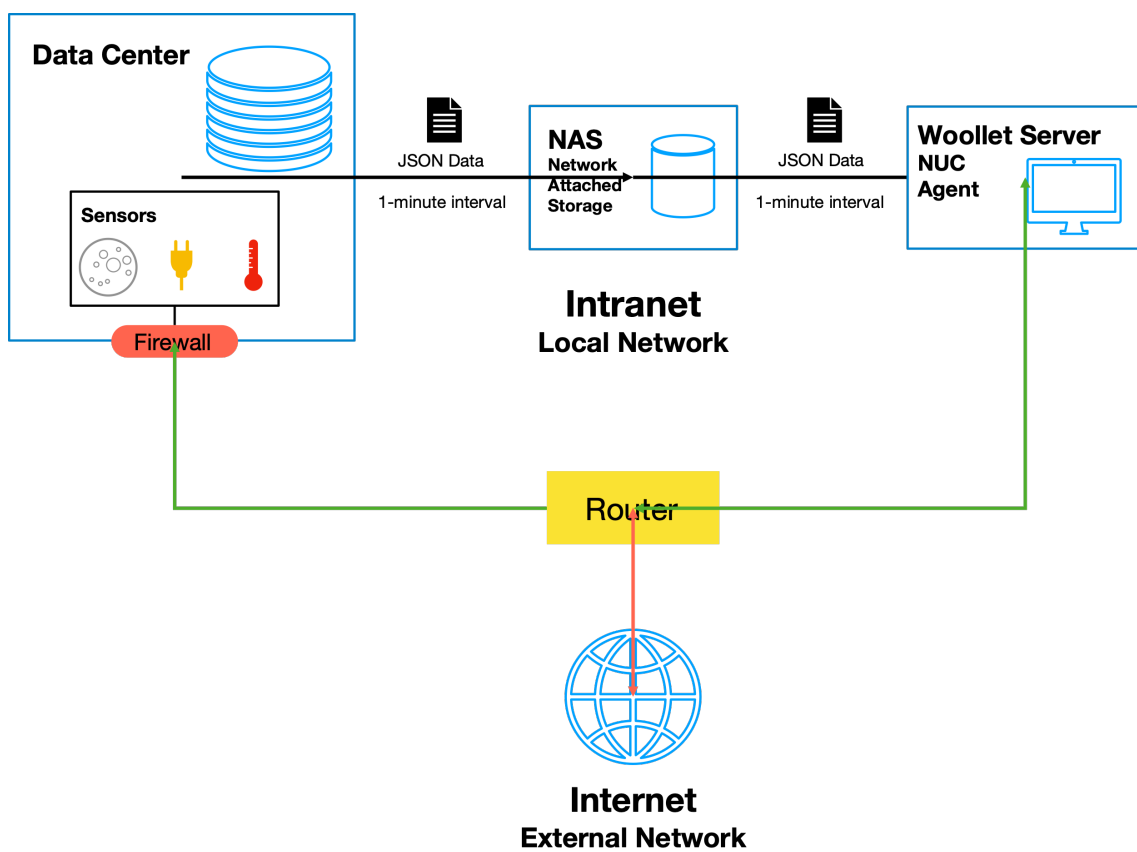 Data Center
Sensors
Firewall
JSON Data
1-minute interval
NAS
Network
Attached
Storage
JSON Data
1-minute interval
Woollet Server
NUC
Agent
Intranet
Local Network
Router
Internet
External Network